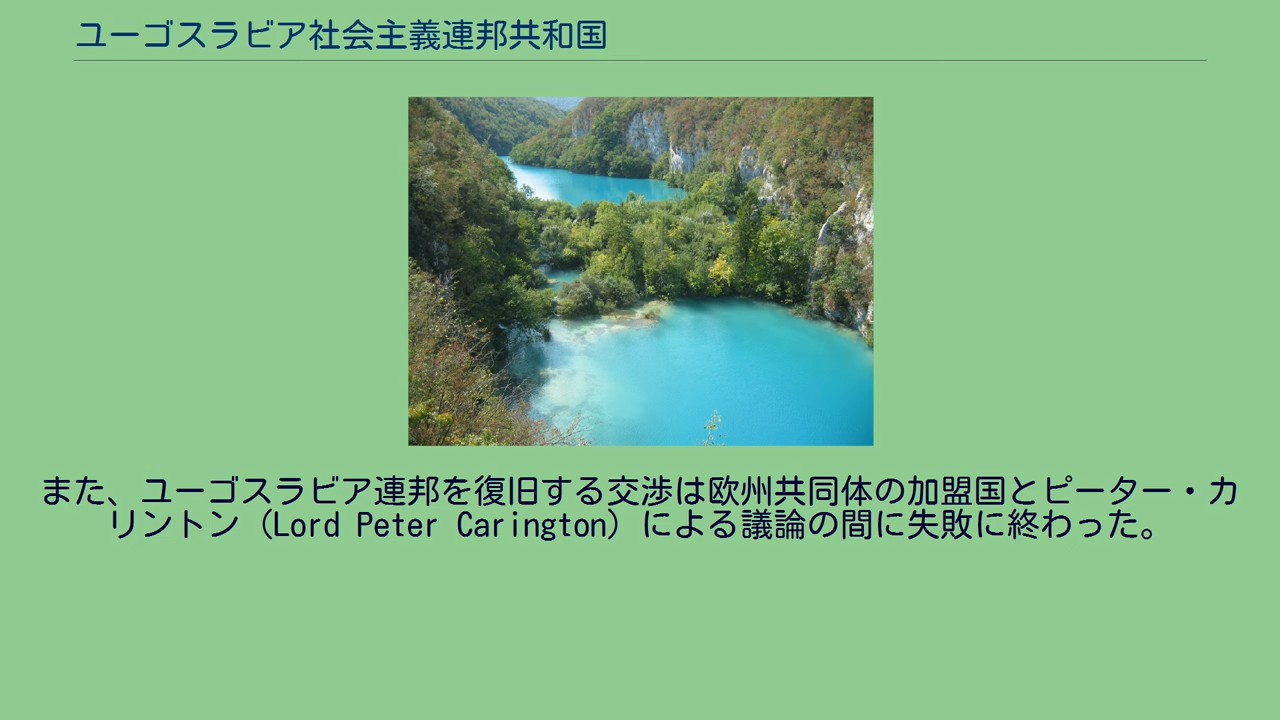 ユーゴスラビア社会主義連邦共和国
また、ユーゴスラビア連邦を復旧する交渉は欧州共同体の加盟国とピーター・カ
リントン (Lord Peter Carington) による議論の間に失敗に終わった。